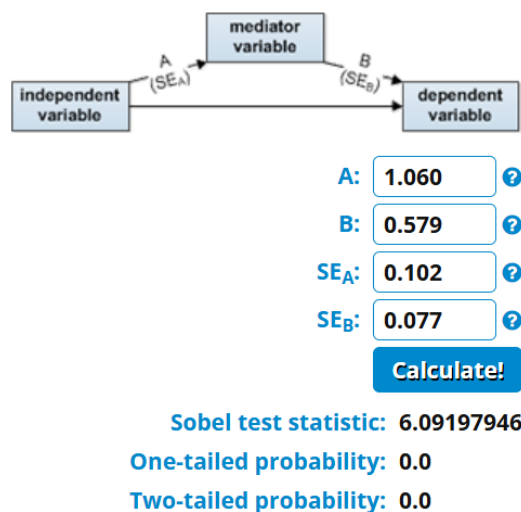 mediator
variable
A
(SEA)
B
(SEB)
independent
variable
dependent
variable
A: 1.060
B: 0.579
SEA: 0.102
SEB: 0.077
Calculate!
Sobel test statistic: 6.09197946
One-tailed probability: 0.0
Two-tailed probability: 0.0